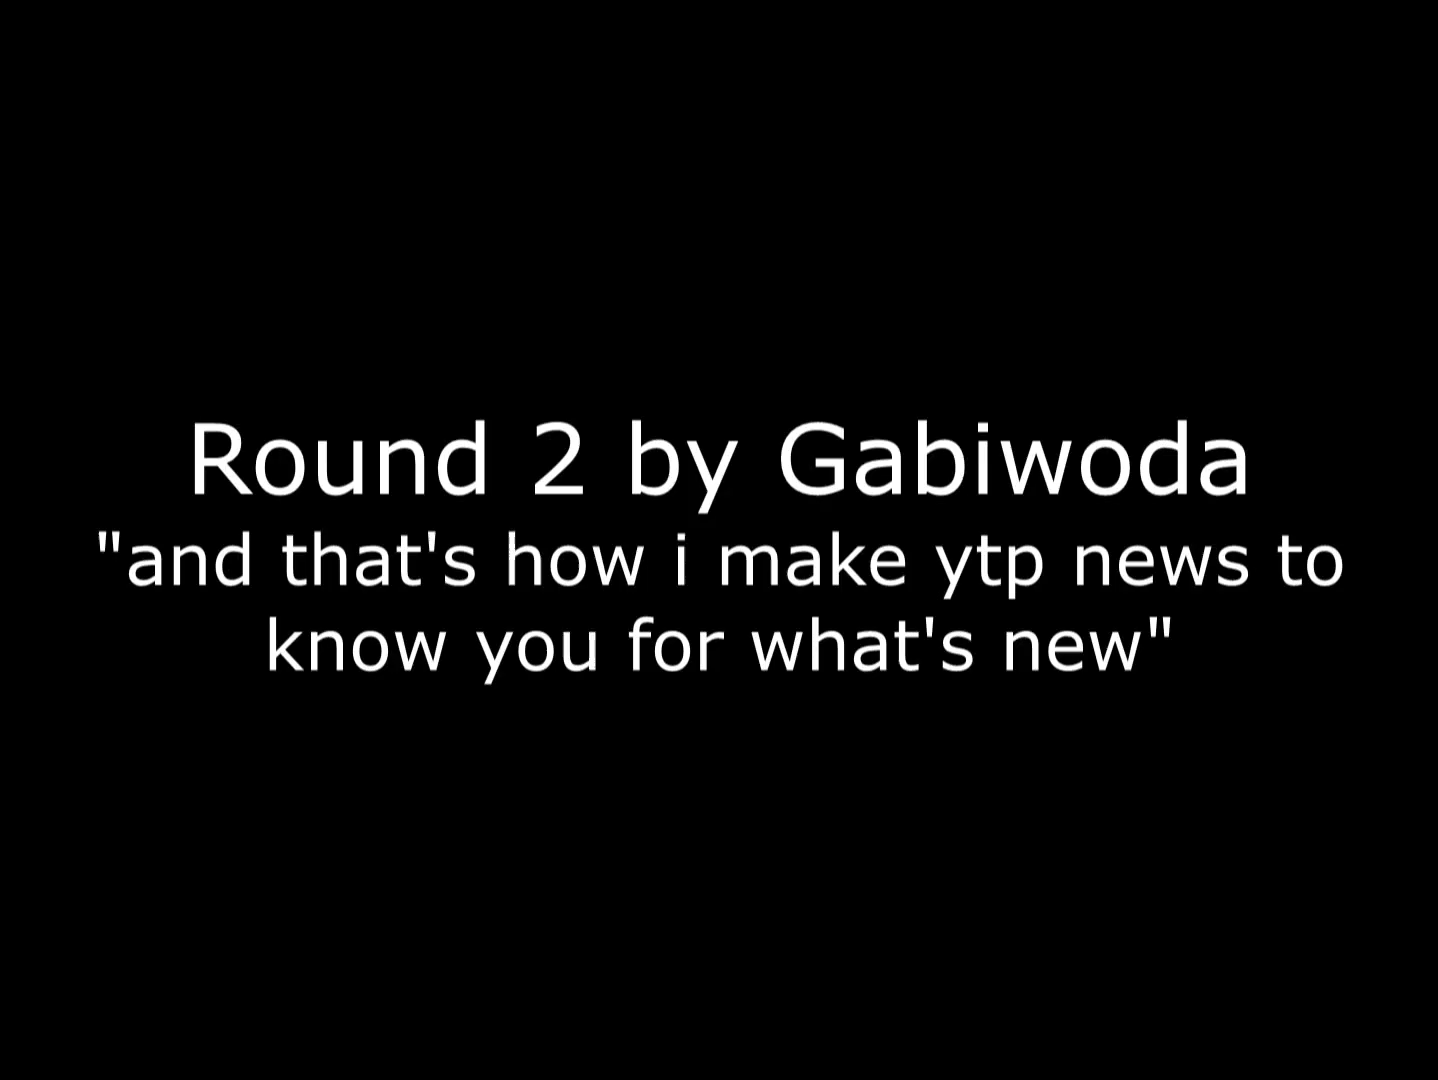 Round 2 by Gabiwoda
"and that's how i make ytp news to
know you for what's new"